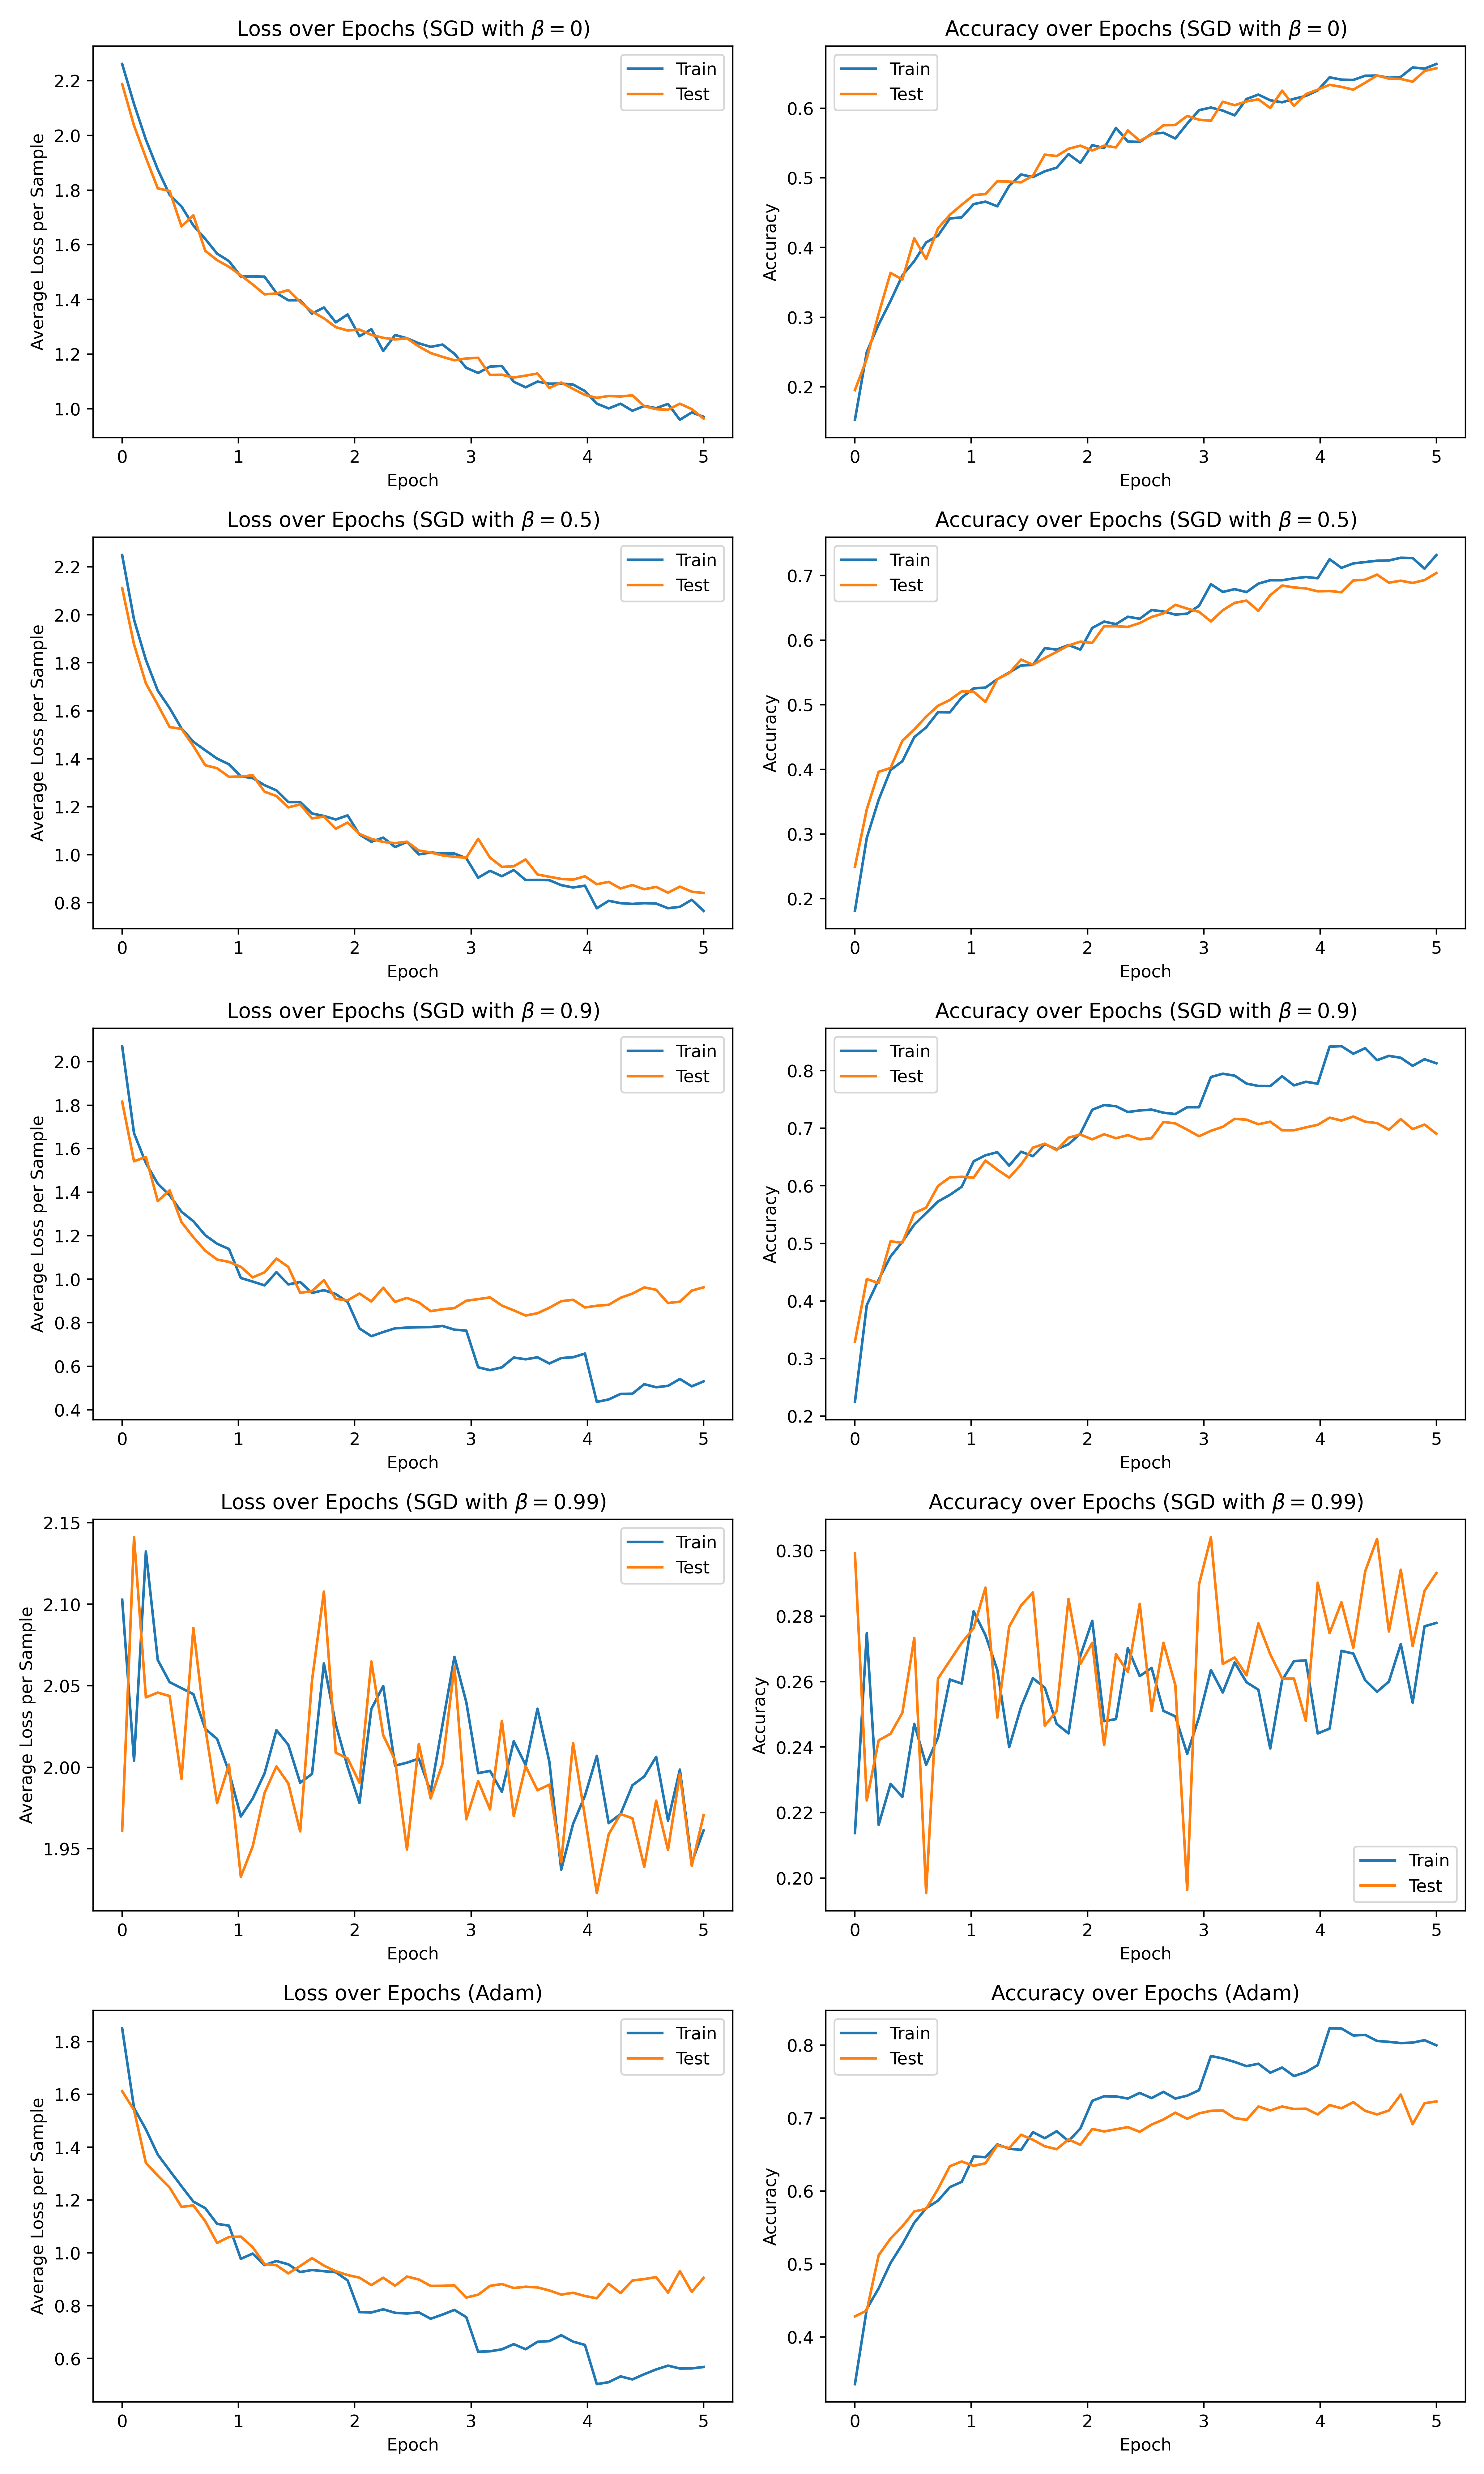 Loss over Epochs (SGD with β = 0)
Average Loss per Sample
2.2
2.0
1.8
1.6
1.4
1.2
1.0
Train
Test
0 1 2 3 4 5
Epoch
Accuracy over Epochs (SGD with β = 0)
Accuracy
0.6
0.5
0.4
0.3
0.2
Train
Test
0 1 2 3 4 5
Epoch
Loss over Epochs (SGD with β = 0.5)
Average Loss per Sample
2.2
2.0
1.8
1.6
1.4
1.2
1.0
0.8
Train
Test
0 1 2 3 4 5
Epoch
Accuracy over Epochs (SGD with β = 0.5)
Accuracy
0.7
0.6
0.5
0.4
0.3
0.2
Train
Test
0 1 2 3 4 5
Epoch
Loss over Epochs (SGD with β = 0.9)
Average Loss per Sample
2.0
1.8
1.6
1.4
1.2
1.0
0.8
0.6
0.4
Train
Test
0 1 2 3 4 5
Epoch
Accuracy over Epochs (SGD with β = 0.9)
Accuracy
0.8
0.7
0.6
0.5
0.4
0.3
0.2
Train
Test
0 1 2 3 4 5
Epoch
Loss over Epochs (SGD with β = 0.99)
Average Loss per Sample
2.15
2.10
2.05
2.00
1.95
Train
Test
0 1 2 3 4 5
Epoch
Accuracy over Epochs (SGD with β = 0.99)
Accuracy
0.30
0.28
0.26
0.24
0.22
0.20
Train
Test
0 1 2 3 4 5
Epoch
Loss over Epochs (Adam)
Average Loss per Sample
1.8
1.6
1.4
1.2
1.0
0.8
0.6
Train
Test
0 1 2 3 4 5
Epoch
Accuracy over Epochs (Adam)
Accuracy
0.8
0.7
0.6
0.5
0.4
Train
Test
0 1 2 3 4 5
Epoch